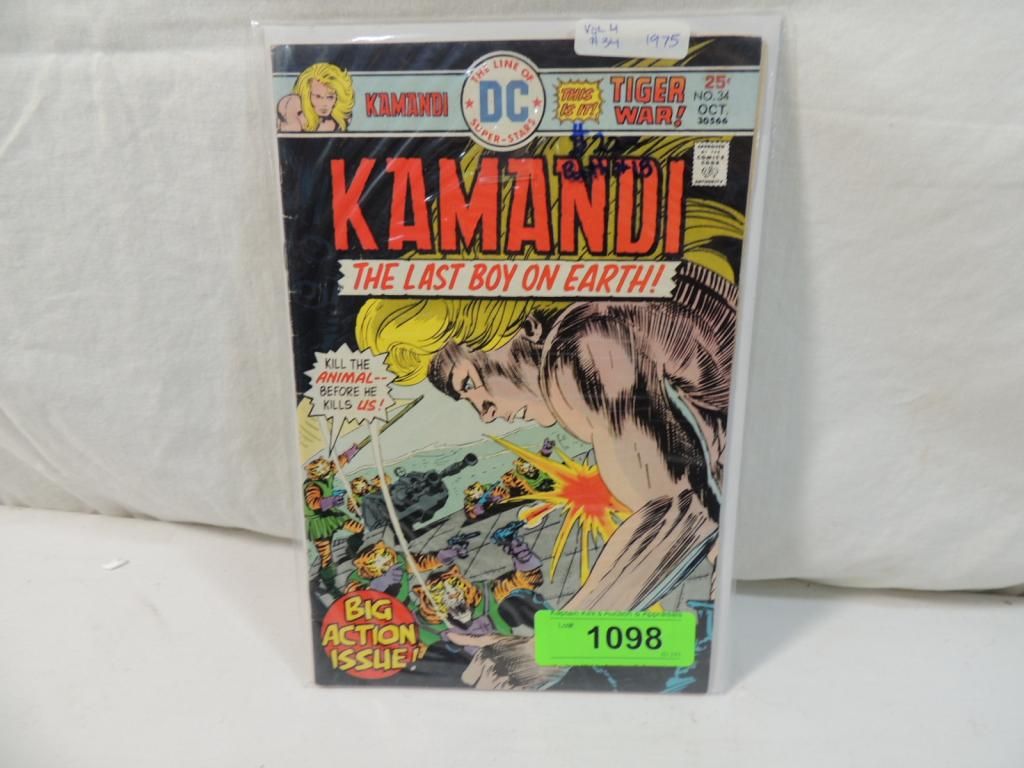 VOL 4
#34 1975
THE LINE OF
DC
SUPER-STARS
KAMANDI
THIS IS IT!
TIGER
WAR!
25¢
NO. 34
OCT.
30566
APPROVED
BY THE
COMICS
CODE
AUTHORITY
KAMANDI
THE LAST BOY ON EARTH!
KILL THE
ANIMAL--
BEFORE HE
KILLS US!
BIG
ACTION
ISSUE!
Lot#
1098